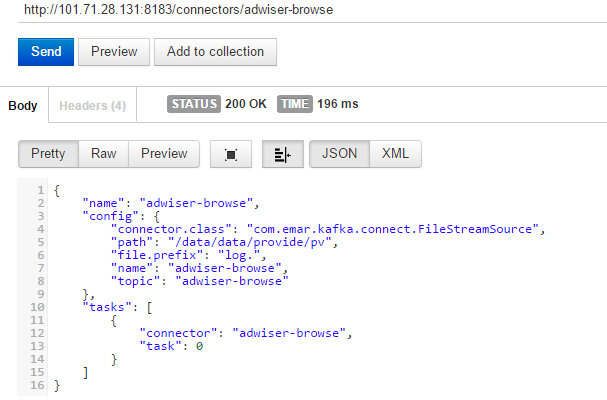 http://101.71.28.131:8183/connectors/adwiser-browse
Send Preview Add to collection
Body Headers (4) STATUS 200 OK TIME 196 ms
Pretty Raw Preview JSON XML
1 {
2 "name": "adwiser-browse",
3 "config": {
4 "connector.class": "com.emar.kafka.connect.FileStreamSource",
5 "path": "/data/data/provide/pv",
6 "file.prefix": "log.",
7 "name": "adwiser-browse",
8 "topic": "adwiser-browse"
9 },
10 "tasks": [
11 {
12 "connector": "adwiser-browse",
13 "task": 0
14 }
15 ]
16 }